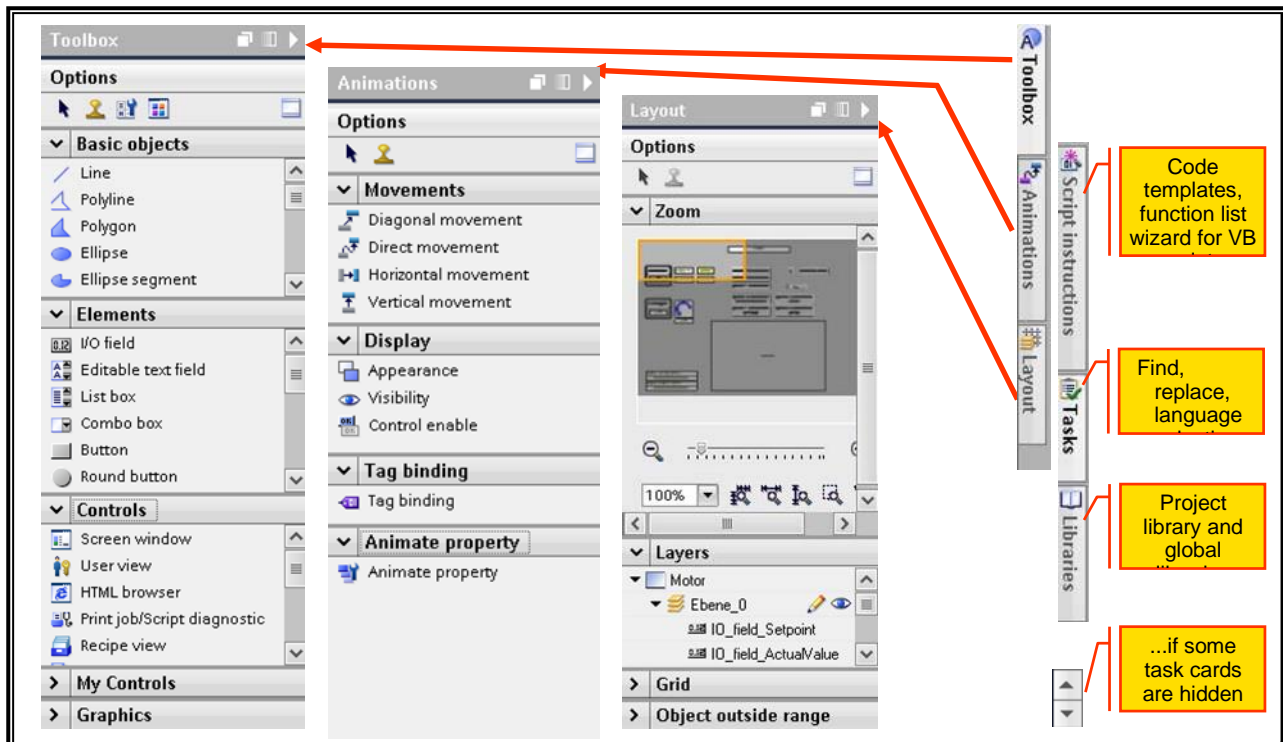 Toolbox
Options
Basic objects
Line
Polyline
Polygon
Ellipse
Ellipse segment
Elements
I/O field
Editable text field
List box
Combo box
Button
Round button
Controls
Screen window
User view
HTML browser
Print job/Script diagnostic
Recipe view
My Controls
Graphics
Animations
Options
Movements
Diagonal movement
Direct movement
Horizontal movement
Vertical movement
Display
Appearance
Visibility
Control enable
Tag binding
Tag binding
Animate property
Animate property
Layout
Options
Zoom
100%
Layers
Motor
Ebene_0
IO_field_Setpoint
IO_field_ActualValue
Grid
Object outside range
Toolbox
Animations
Layout
Script instructions
Tasks
Libraries
Code
templates,
function list
wizard for VB
Find,
replace,
language
Project
library and
global
...if some
task cards
are hidden